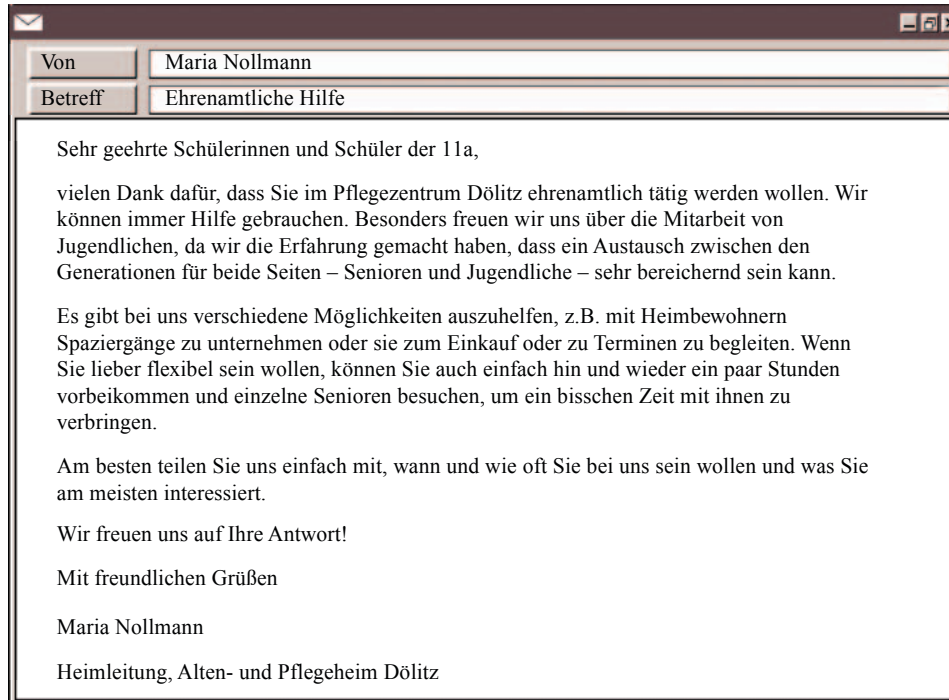 Von
Maria Nollmann
Betreff
Ehrenamtliche Hilfe
Sehr geehrte Schülerinnen und Schüler der 11a,
vielen Dank dafür, dass Sie im Pflegezentrum Dölitz ehrenamtlich tätig werden wollen. Wir
können immer Hilfe gebrauchen. Besonders freuen wir uns über die Mitarbeit von
Jugendlichen, da wir die Erfahrung gemacht haben, dass ein Austausch zwischen den
Generationen für beide Seiten – Senioren und Jugendliche – sehr bereichernd sein kann.
Es gibt bei uns verschiedene Möglichkeiten auszuhelfen, z.B. mit Heimbewohnern
Spaziergänge zu unternehmen oder sie zum Einkauf oder zu Terminen zu begleiten. Wenn
Sie lieber flexibel sein wollen, können Sie auch einfach hin und wieder ein paar Stunden
vorbeikommen und einzelne Senioren besuchen, um ein bisschen Zeit mit ihnen zu
verbringen.
Am besten teilen Sie uns einfach mit, wann und wie oft Sie bei uns sein wollen und was Sie
am meisten interessiert.
Wir freuen uns auf Ihre Antwort!
Mit freundlichen Grüßen
Maria Nollmann
Heimleitung, Alten- und Pflegeheim Dölitz